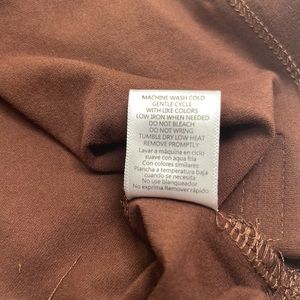 MACHINE WASH COLD
GENTLE CYCLE
WITH LIKE COLORS
LOW IRON WHEN NEEDED
DO NOT BLEACH
DO NOT WRING
TUMBLE DRY LOW HEAT
REMOVE PROMPTLY
Lavar a máquina en ciclo
suave con aqua fria
Con colores similares
Plancha a temperatura baja
cuando se necesita
No use blanqueador
No exprima Remover rápido